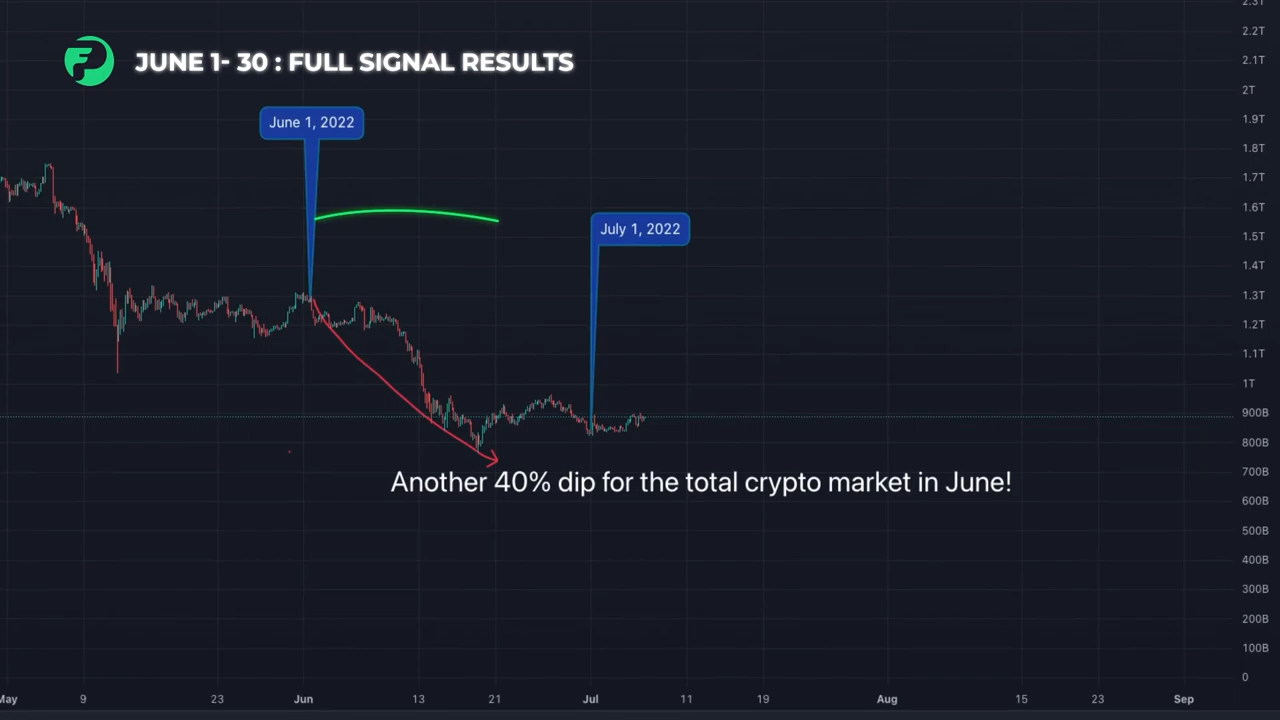 JUNE 1- 30 : FULL SIGNAL RESULTS
June 1, 2022
July 1, 2022
Another 40% dip for the total crypto market in June!
2.3T
2.2T
2.1T
2T
1.9T
1.8T
1.7T
1.6T
1.5T
1.4T
1.3T
1.2T
1.1T
1T
900B
800B
700B
600B
500B
400B
300B
200B
100B
0
May 9 23 Jun 13 21 Jul 11 19 Aug 15 23 Sep